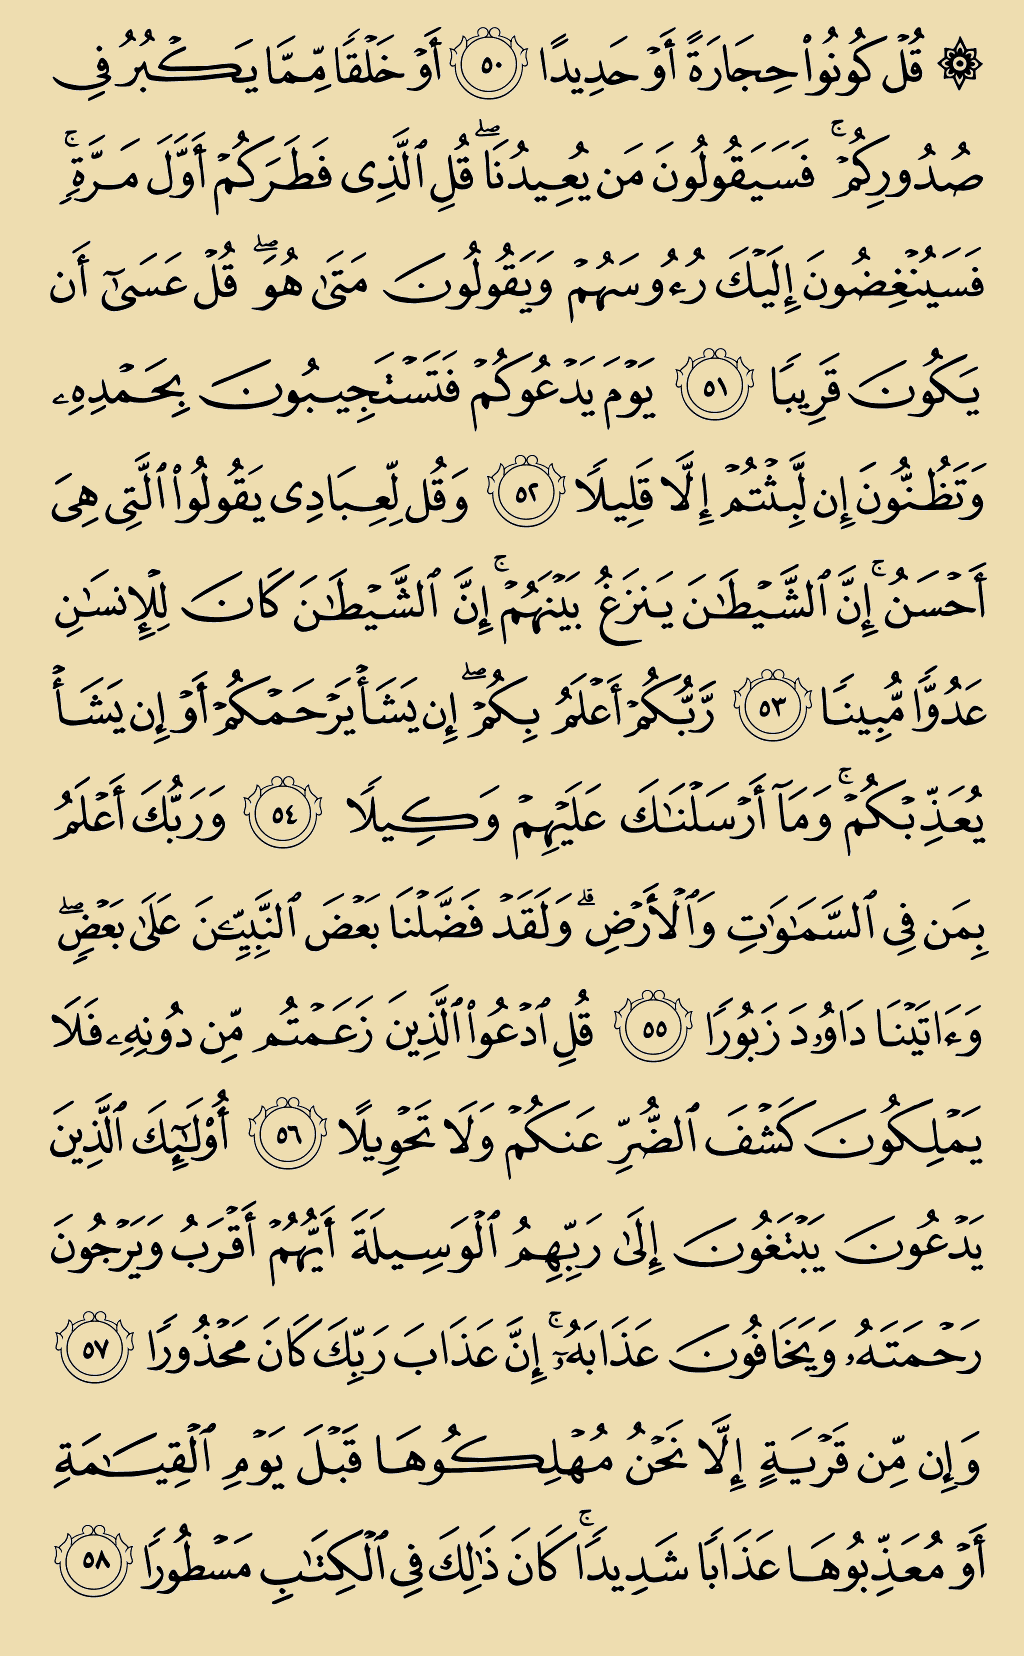 ۞ قُلْ كُونُوا۟ حِجَارَةً أَوْ حَدِيدًا ٥٠ أَوْ خَلْقًا مِّمَّا يَكْبُرُ فِى
صُدُورِكُمْ ۚ فَسَيَقُولُونَ مَن يُعِيدُنَا ۖ قُلِ ٱلَّذِى فَطَرَكُمْ أَوَّلَ مَرَّةٍ ۚ
فَسَيُنْغِضُونَ إِلَيْكَ رُءُوسَهُمْ وَيَقُولُونَ مَتَىٰ هُوَ ۖ قُلْ عَسَىٰٓ أَن
يَكُونَ قَرِيبًا ٥١ يَوْمَ يَدْعُوكُمْ فَتَسْتَجِيبُونَ بِحَمْدِهِۦ
وَتَظُنُّونَ إِن لَّبِثْتُمْ إِلَّا قَلِيلًا ٥٢ وَقُل لِّعِبَادِى يَقُولُوا۟ ٱلَّتِى هِىَ
أَحْسَنُ ۚ إِنَّ ٱلشَّيْطَـٰنَ يَنزَغُ بَيْنَهُمْ ۚ إِنَّ ٱلشَّيْطَـٰنَ كَانَ لِلْإِنسَـٰنِ
عَدُوًّا مُّبِينًا ٥٣ رَّبُّكُمْ أَعْلَمُ بِكُمْ ۖ إِن يَشَأْ يَرْحَمْكُمْ أَوْ إِن يَشَأْ
يُعَذِّبْكُمْ ۚ وَمَآ أَرْسَلْنَـٰكَ عَلَيْهِمْ وَكِيلًا ٥٤ وَرَبُّكَ أَعْلَمُ
بِمَن فِى ٱلسَّمَـٰوَٰتِ وَٱلْأَرْضِ ۗ وَلَقَدْ فَضَّلْنَا بَعْضَ ٱلنَّبِيِّـۧنَ عَلَىٰ بَعْضٍ ۖ
وَءَاتَيْنَا دَاوُۥدَ زَبُورًا ٥٥ قُلِ ٱدْعُوا۟ ٱلَّذِينَ زَعَمْتُم مِّن دُونِهِۦ فَلَا
يَمْلِكُونَ كَشْفَ ٱلضُّرِّ عَنكُمْ وَلَا تَحْوِيلًا ٥٦ أُو۟لَـٰٓئِكَ ٱلَّذِينَ
يَدْعُونَ يَبْتَغُونَ إِلَىٰ رَبِّهِمُ ٱلْوَسِيلَةَ أَيُّهُمْ أَقْرَبُ وَيَرْجُونَ
رَحْمَتَهُۥ وَيَخَافُونَ عَذَابَهُۥٓ ۚ إِنَّ عَذَابَ رَبِّكَ كَانَ مَحْذُورًا ٥٧
وَإِن مِّن قَرْيَةٍ إِلَّا نَحْنُ مُهْلِكُوهَا قَبْلَ يَوْمِ ٱلْقِيَـٰمَةِ
أَوْ مُعَذِّبُوهَا عَذَابًا شَدِيدًا ۚ كَانَ ذَٰلِكَ فِى ٱلْكِتَـٰبِ مَسْطُورًا ٥٨